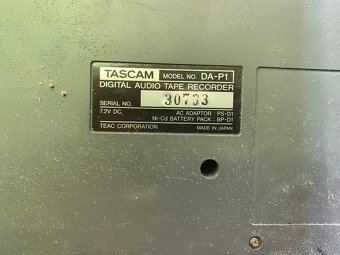 TASCAM MODEL NO. DA-P1
DIGITAL AUDIO TAPE RECORDER
SERIAL NO. 30733
7.2V DC. AC ADAPTOR : PS-D1
Ni-Cd BATTERY PACK : BP-D1
TEAC CORPORATION MADE IN JAPAN